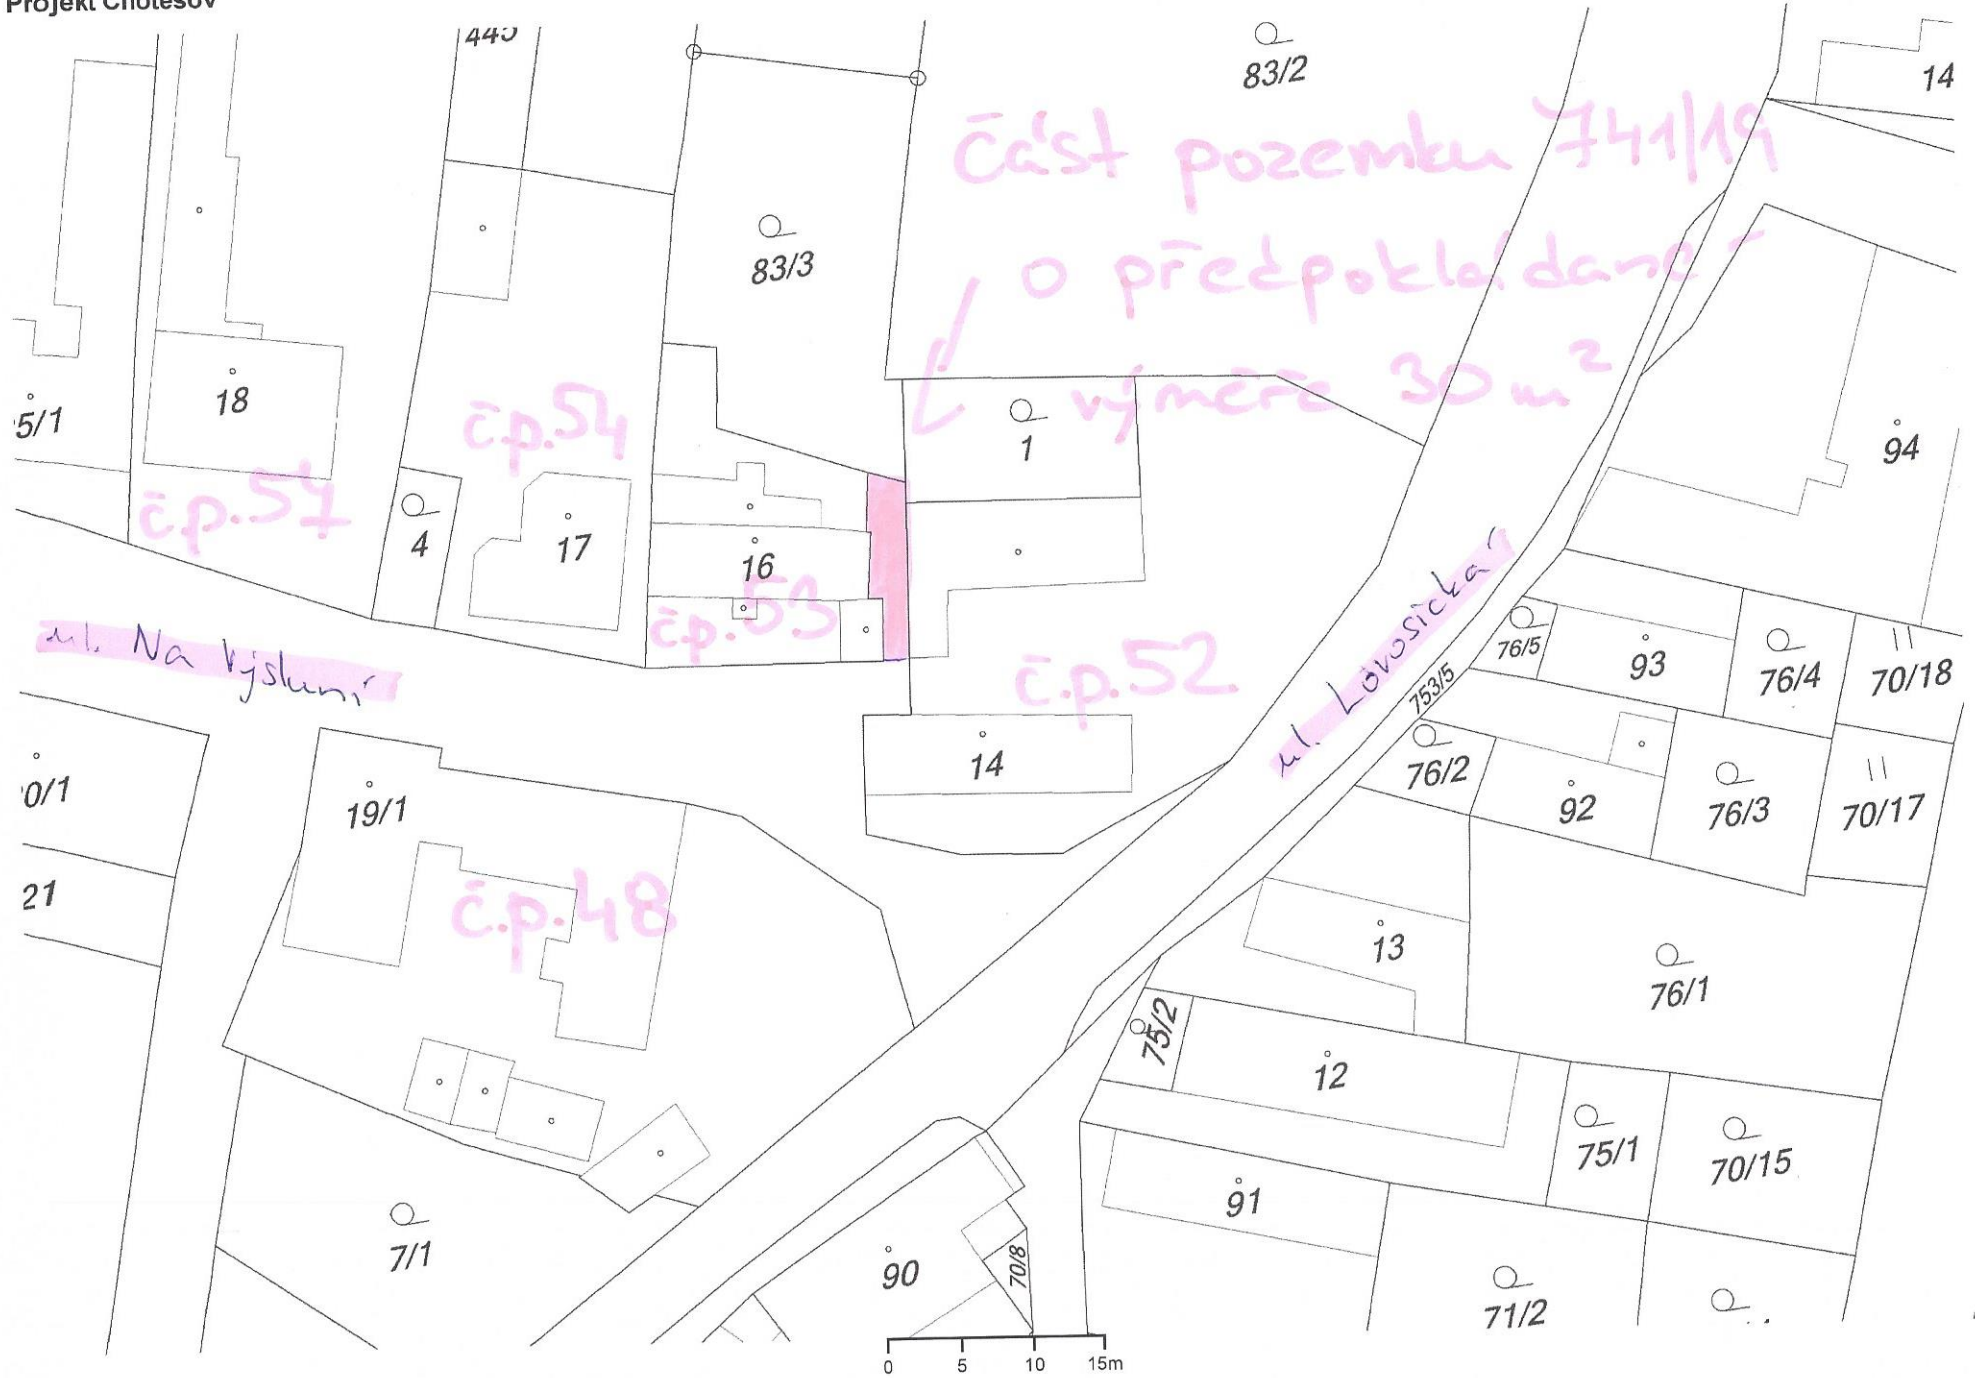 Projekt Chotěšov
83/2
14
část pozemku 741/19
83/3
o předpokládané
výměře 30 m²
18
5/1
č.p. 54
1
94
č.p. 57
4
17
16
č.p. 53
ul. Na Výsluní
č.p. 52
ul. Lovosická
753/5
76/5
93
76/4
70/18
14
76/2
92
76/3
70/17
0/1
19/1
21
č.p. 48
13
76/1
75/2
12
75/1
70/15
91
7/1
90
70/8
71/2
0 5 10 15m